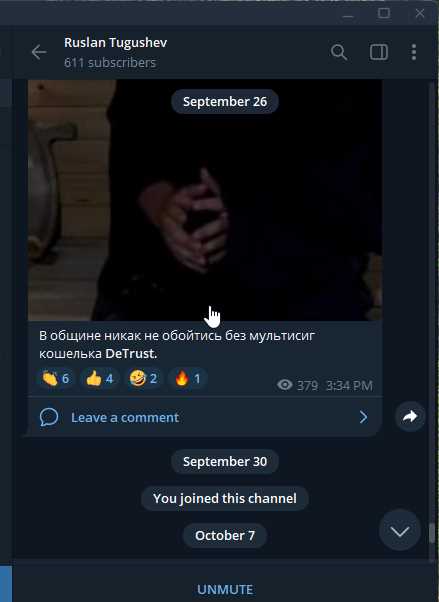 Ruslan Tugushev
611 subscribers
September 26
В общине никак не обойтись без мультисиг
кошелька DeTrust.
6 4 2 1 379 3:34 PM
Leave a comment
September 30
You joined this channel
October 7
UNMUTE